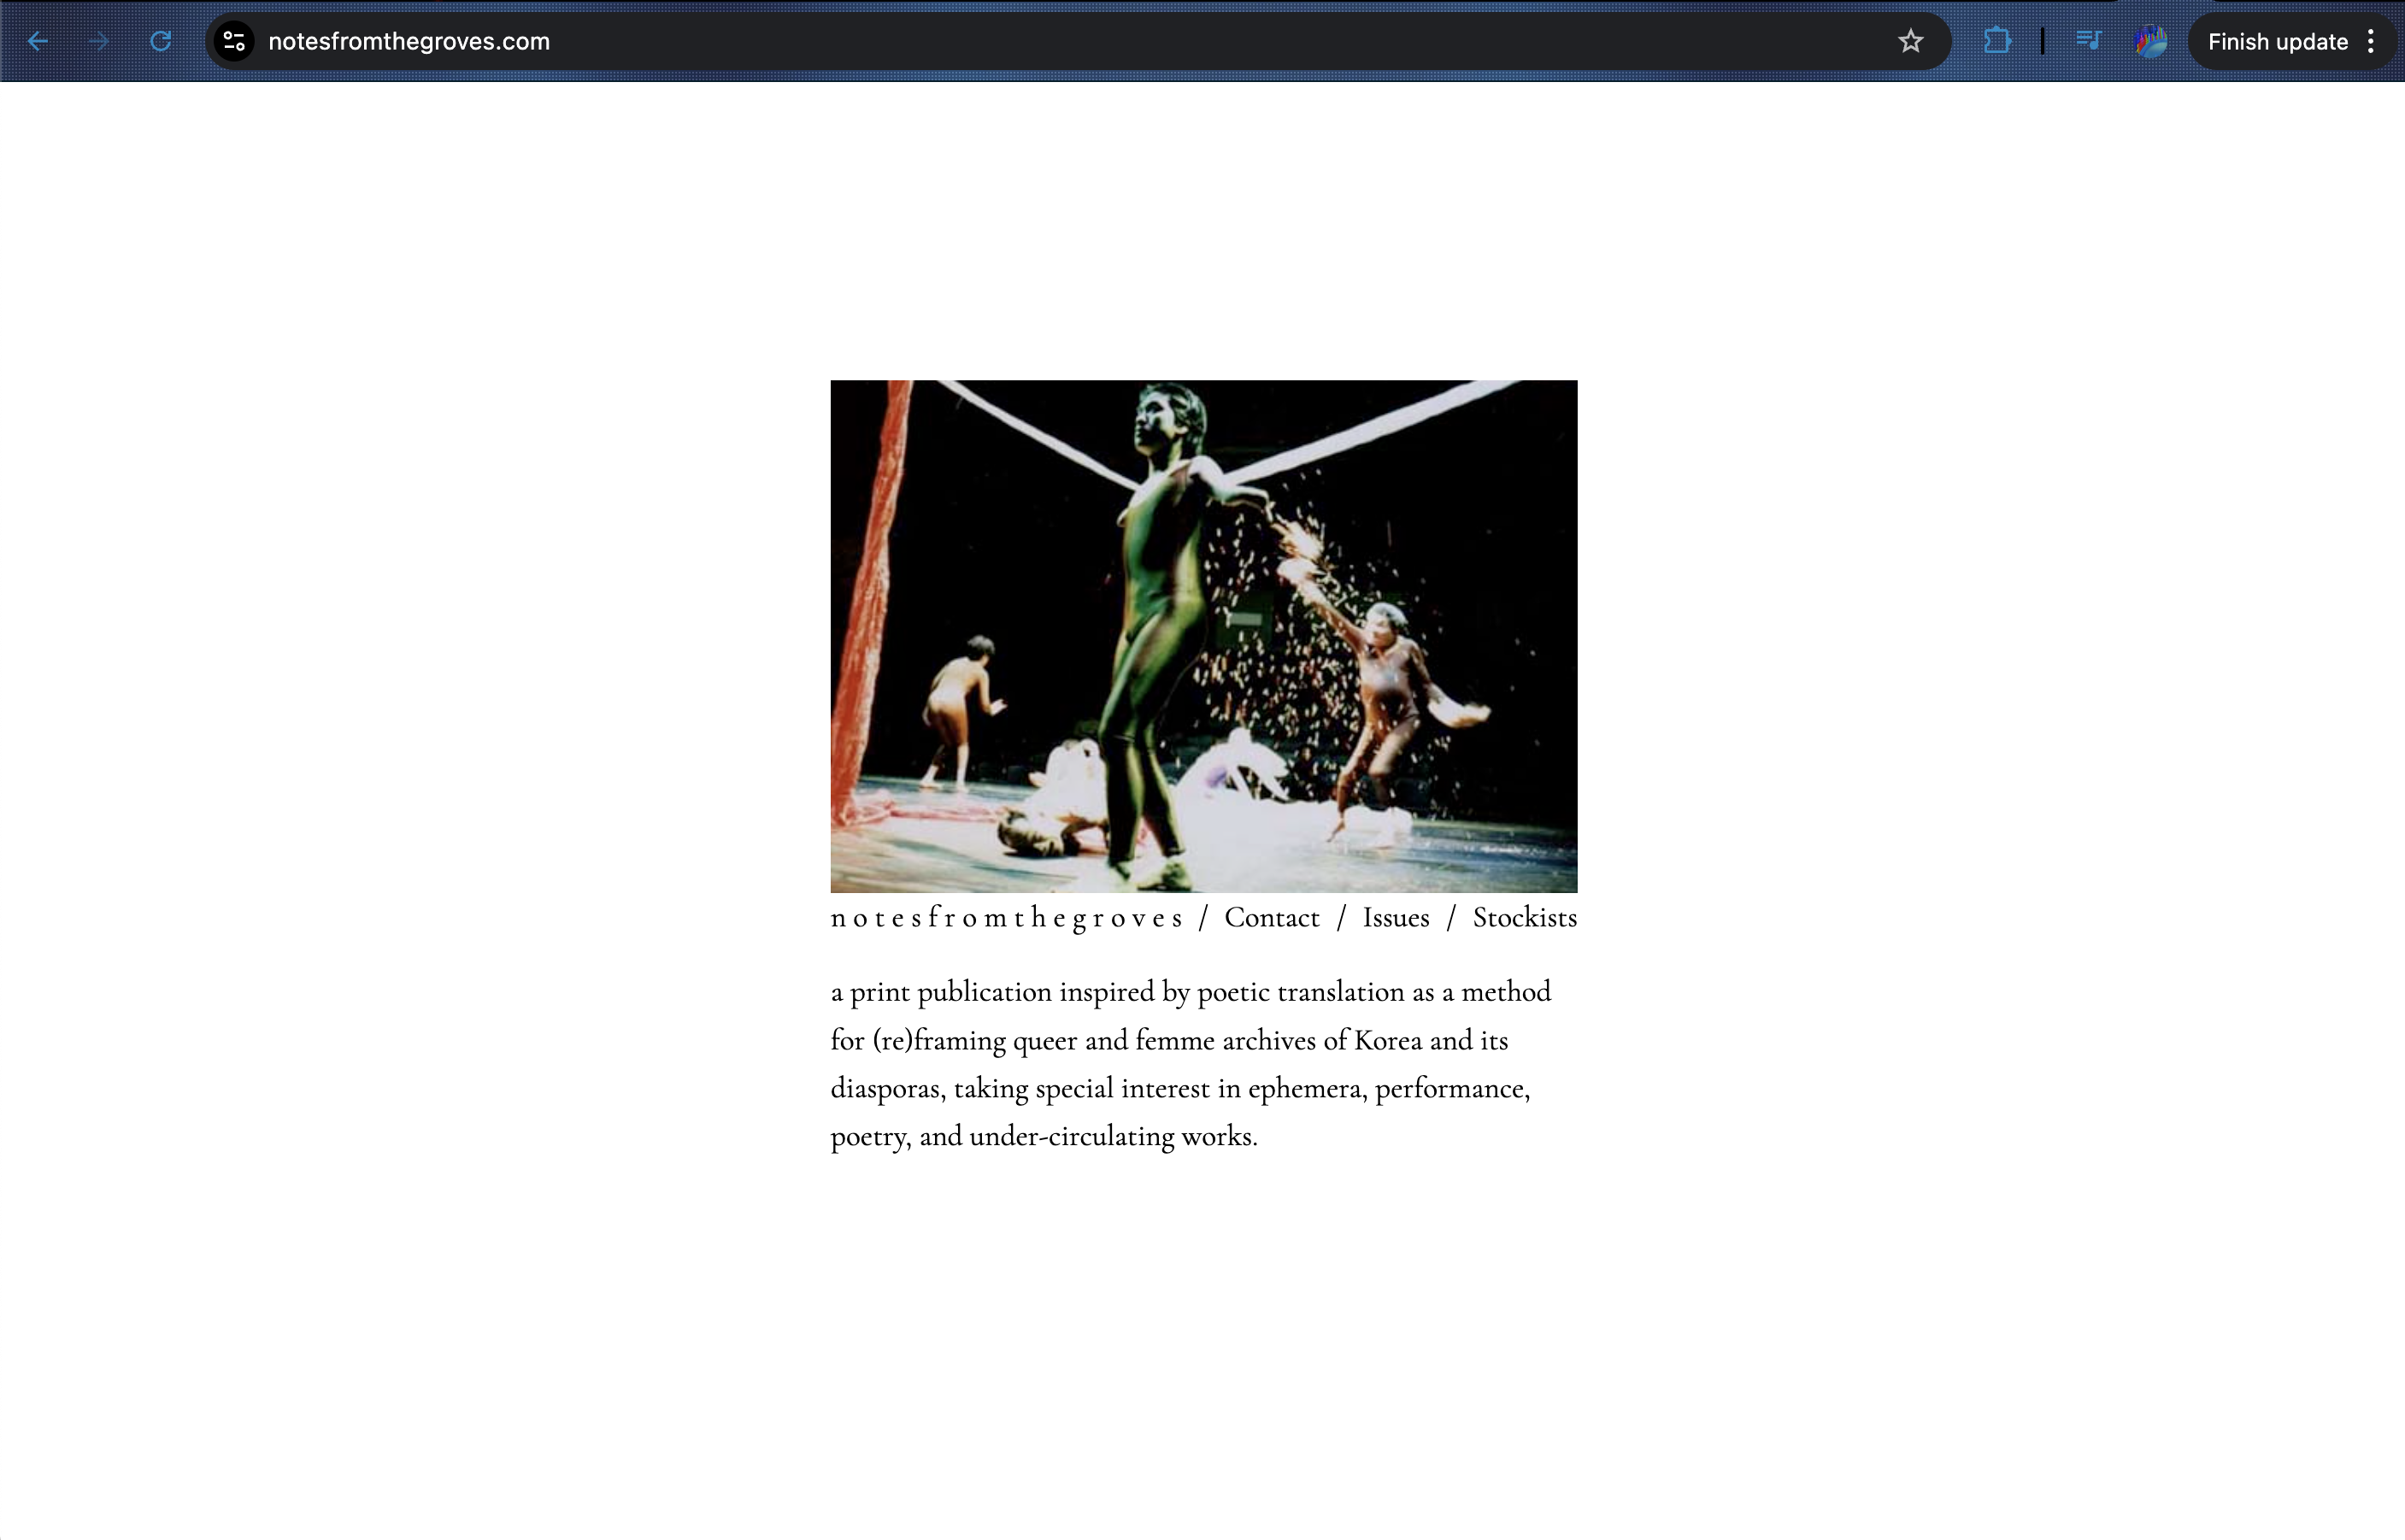 notesfromthegroves.com
Finish update
n o t e s f r o m t h e g r o v e s / Contact / Issues / Stockists
a print publication inspired by poetic translation as a method
for (re)framing queer and femme archives of Korea and its
diasporas, taking special interest in ephemera, performance,
poetry, and under-circulating works.